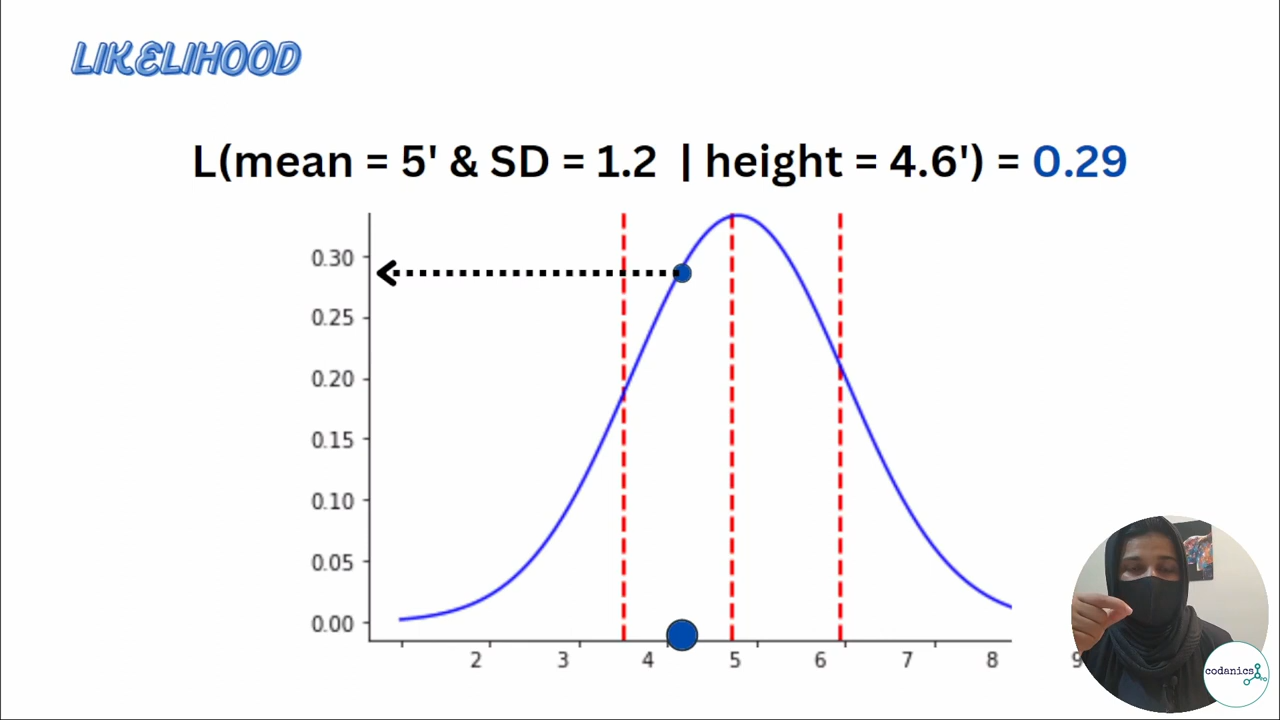 LIKELIHOOD
L(mean = 5' & SD = 1.2 | height = 4.6') = 0.29
0.30
0.25
0.20
0.15
0.10
0.05
0.00
2 3 4 5 6 7 8 9
codanics